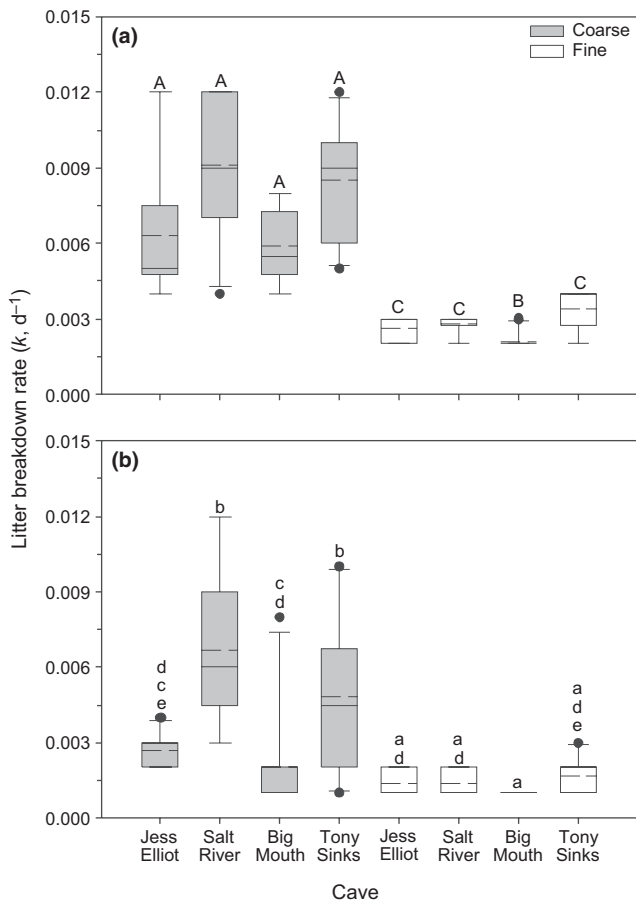 Litter breakdown rate (k, d⁻¹)
(a)
Coarse
Fine
0.015
0.012
0.009
0.006
0.003
0.000
A
A
A
A
C
C
B
C
(b)
0.015
0.012
0.009
0.006
0.003
0.000
d
c
e
b
c
d
b
a
d
a
d
a
a
d
e
Jess
Elliot
Salt
River
Big
Mouth
Tony
Sinks
Jess
Elliot
Salt
River
Big
Mouth
Tony
Sinks
Cave